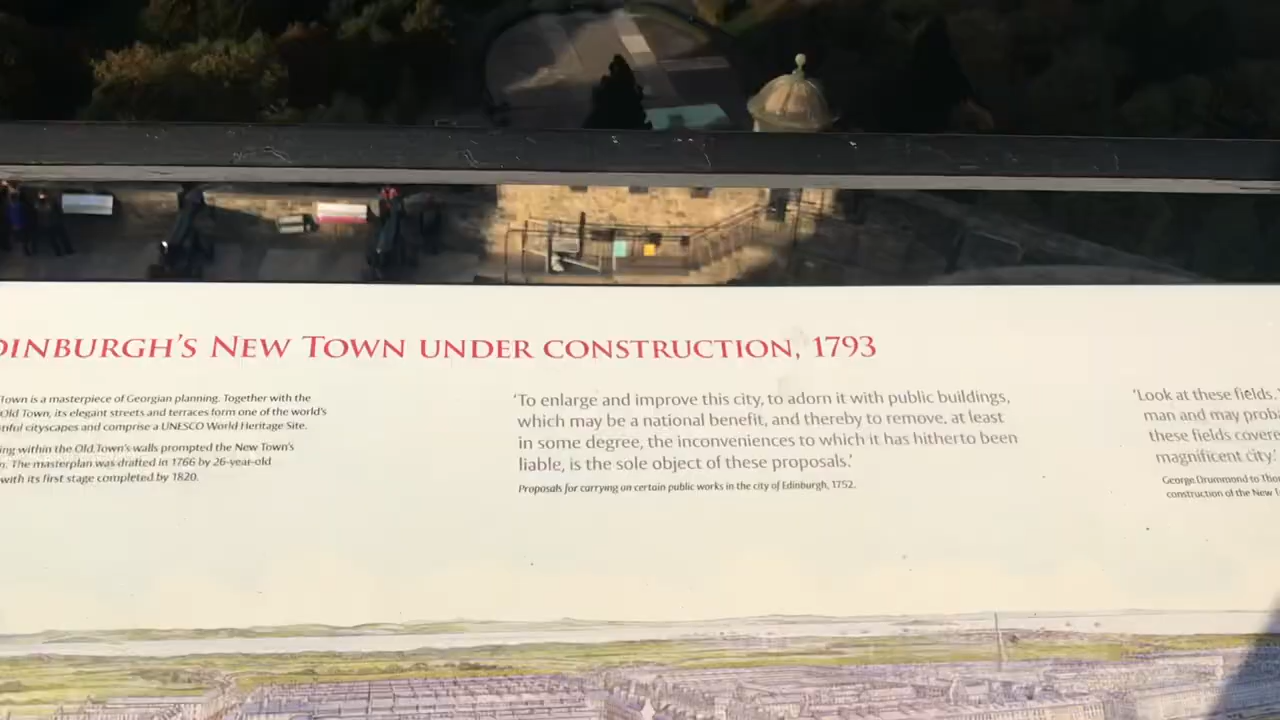 DINBURGH'S NEW TOWN UNDER CONSTRUCTION, 1793
Town is a masterpiece of Georgian planning. Together with the
Old Town, its elegant streets and terraces form one of the world's
cityscapes and comprise a UNESCO World Heritage Site.
ing within the Old Town's walls prompted the New Town's
The masterplan was drafted in 1766 by 26-year-old
with its first stage completed by 1820.
'To enlarge and improve this city, to adorn it with public buildings,
which may be a national benefit, and thereby to remove, at least
in some degree, the inconveniences to which it has hitherto been
liable, is the sole object of these proposals.'
Proposals for carrying on certain public works in the city of Edinburgh, 1752.
'Look at these fields.
man and may prob
these fields covere
magnificent city.'
George Drummond to Tho
construction of the New T